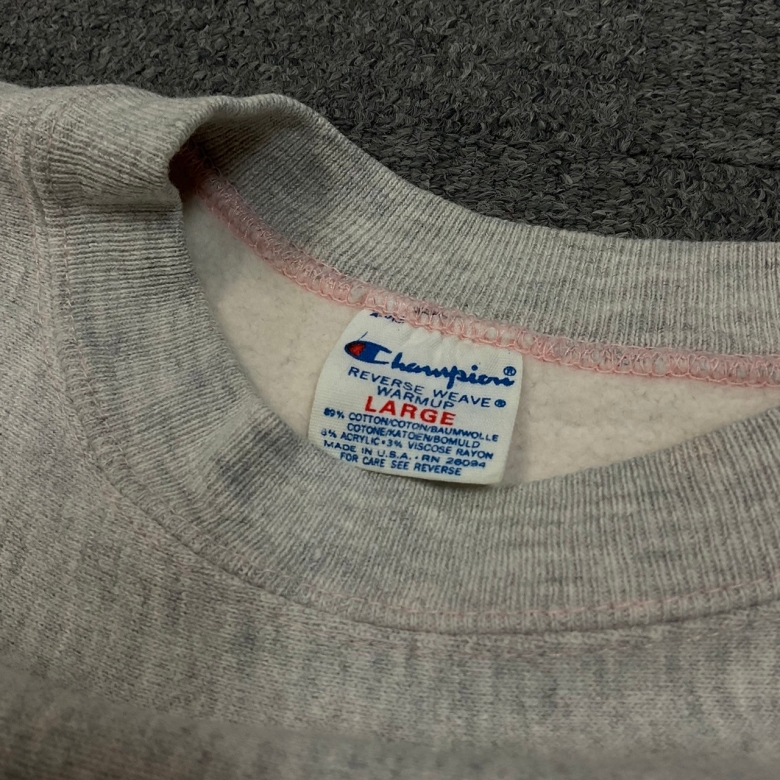 Champion®
REVERSE WEAVE®
WARMUP
LARGE
89% COTTON/COTON/BAUMWOLLE
COTONE/KATOEN/BOMULD
8% ACRYLIC•3% VISCOSE RAYON
MADE IN U.S.A. • RN 26094
FOR CARE SEE REVERSE